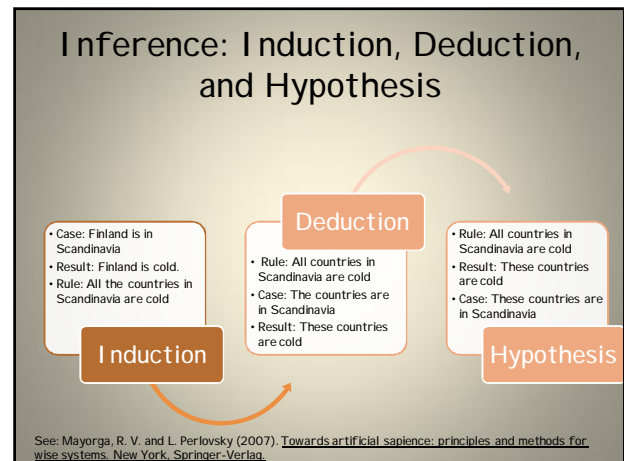 Inference: Induction, Deduction,
and Hypothesis
• Case: Finland is in
Scandinavia
• Result: Finland is cold.
• Rule: All the countries in
Scandinavia are cold
Induction
Deduction
• Rule: All countries in
Scandinavia are cold
• Case: The countries are
in Scandinavia
• Result: These countries
are cold
• Rule: All countries in
Scandinavia are cold
• Result: These countries
are cold
• Case: These countries are
in Scandinavia
Hypothesis
See: Mayorga, R. V. and L. Perlovsky (2007). Towards artificial sapience: principles and methods for
wise systems. New York, Springer-Verlag.